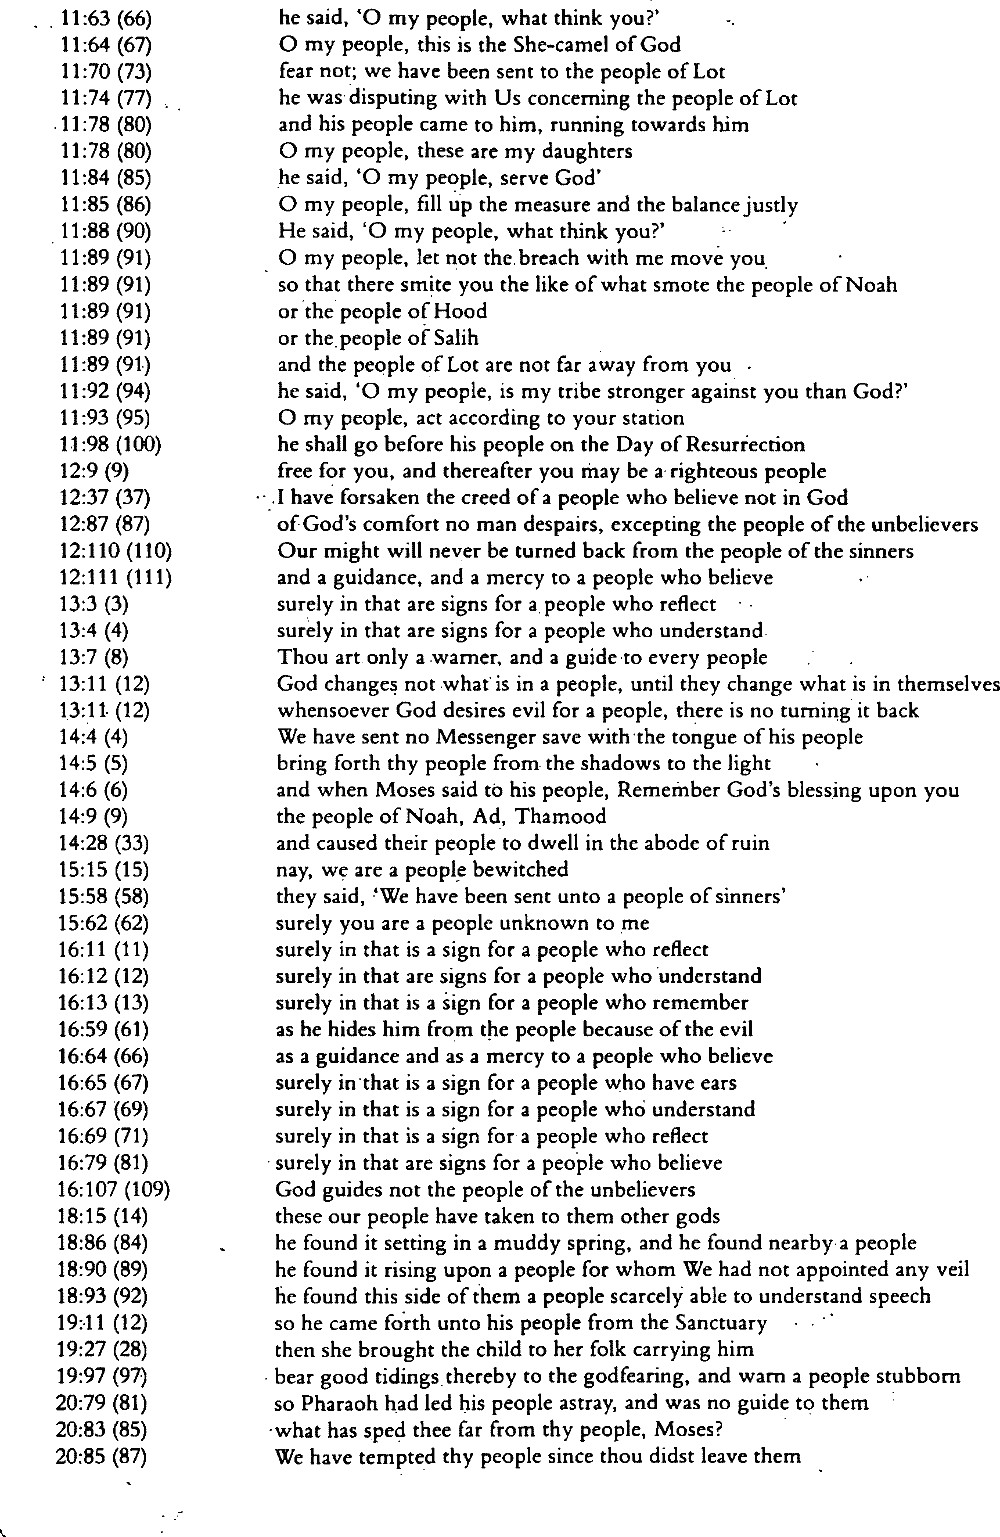 11:63 (66) he said, ‘O my people, what think you?’
11:64 (67) O my people, this is the She-camel of God
11:70 (73) fear not; we have been sent to the people of Lot
11:74 (77) he was disputing with Us concerning the people of Lot
11:78 (80) and his people came to him, running towards him
11:78 (80) O my people, these are my daughters
11:84 (85) he said, ‘O my people, serve God’
11:85 (86) O my people, fill up the measure and the balance justly
11:88 (90) He said, ‘O my people, what think you?’
11:89 (91) O my people, let not the breach with me move you
11:89 (91) so that there smite you the like of what smote the people of Noah
11:89 (91) or the people of Hood
11:89 (91) or the people of Salih
11:89 (91) and the people of Lot are not far away from you
11:92 (94) he said, ‘O my people, is my tribe stronger against you than God?’
11:93 (95) O my people, act according to your station
11:98 (100) he shall go before his people on the Day of Resurrection
12:9 (9) free for you, and thereafter you may be a righteous people
12:37 (37) I have forsaken the creed of a people who believe not in God
12:87 (87) of God's comfort no man despairs, excepting the people of the unbelievers
12:110 (110) Our might will never be turned back from the people of the sinners
12:111 (111) and a guidance, and a mercy to a people who believe
13:3 (3) surely in that are signs for a people who reflect
13:4 (4) surely in that are signs for a people who understand
13:7 (8) Thou art only a warner, and a guide to every people
13:11 (12) God changes not what is in a people, until they change what is in themselves
13:11 (12) whensoever God desires evil for a people, there is no turning it back
14:4 (4) We have sent no Messenger save with the tongue of his people
14:5 (5) bring forth thy people from the shadows to the light
14:6 (6) and when Moses said to his people, Remember God's blessing upon you
14:9 (9) the people of Noah, Ad, Thamood
14:28 (33) and caused their people to dwell in the abode of ruin
15:15 (15) nay, we are a people bewitched
15:58 (58) they said, ‘We have been sent unto a people of sinners’
15:62 (62) surely you are a people unknown to me
16:11 (11) surely in that is a sign for a people who reflect
16:12 (12) surely in that are signs for a people who understand
16:13 (13) surely in that is a sign for a people who remember
16:59 (61) as he hides him from the people because of the evil
16:64 (66) as a guidance and as a mercy to a people who believe
16:65 (67) surely in that is a sign for a people who have ears
16:67 (69) surely in that is a sign for a people who understand
16:69 (71) surely in that is a sign for a people who reflect
16:79 (81) surely in that are signs for a people who believe
16:107 (109) God guides not the people of the unbelievers
18:15 (14) these our people have taken to them other gods
18:86 (84) he found it setting in a muddy spring, and he found nearby a people
18:90 (89) he found it rising upon a people for whom We had not appointed any veil
18:93 (92) he found this side of them a people scarcely able to understand speech
19:11 (12) so he came forth unto his people from the Sanctuary
19:27 (28) then she brought the child to her folk carrying him
19:97 (97) bear good tidings thereby to the godfearing, and warn a people stubborn
20:79 (81) so Pharaoh had led his people astray, and was no guide to them
20:83 (85) what has sped thee far from thy people, Moses?
20:85 (87) We have tempted thy people since thou didst leave them